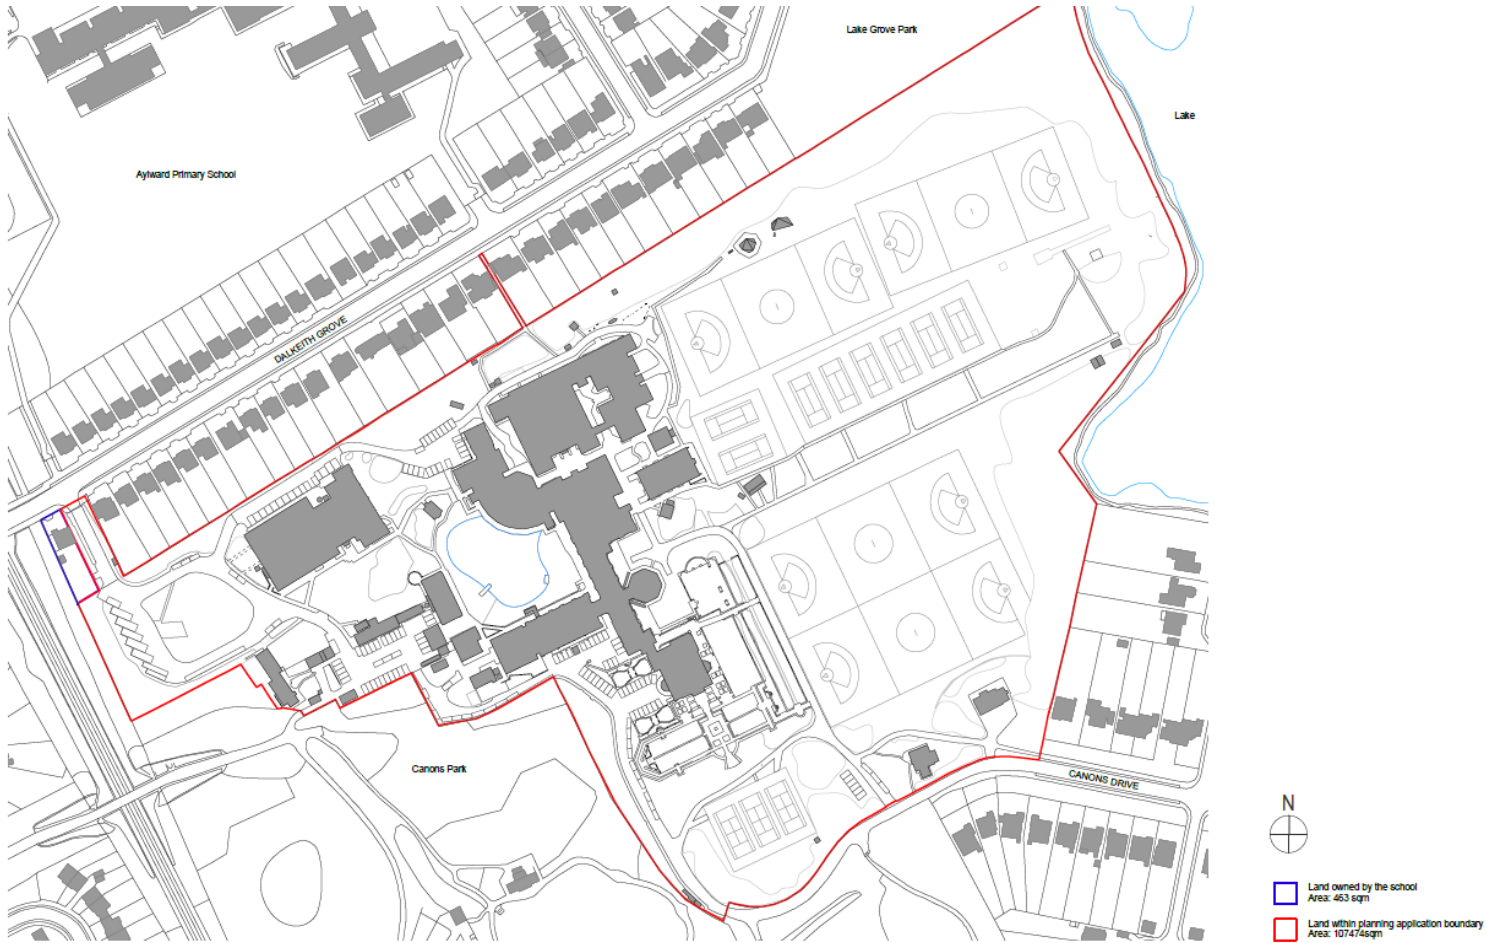 Lake Grove Park
Lake
Aylward Primary School
DALKEITH GROVE
Canons Park
CANONS DRIVE
N
Land owned by the school
Area: 463 sqm
Land within planning application boundary
Area: 107474sqm